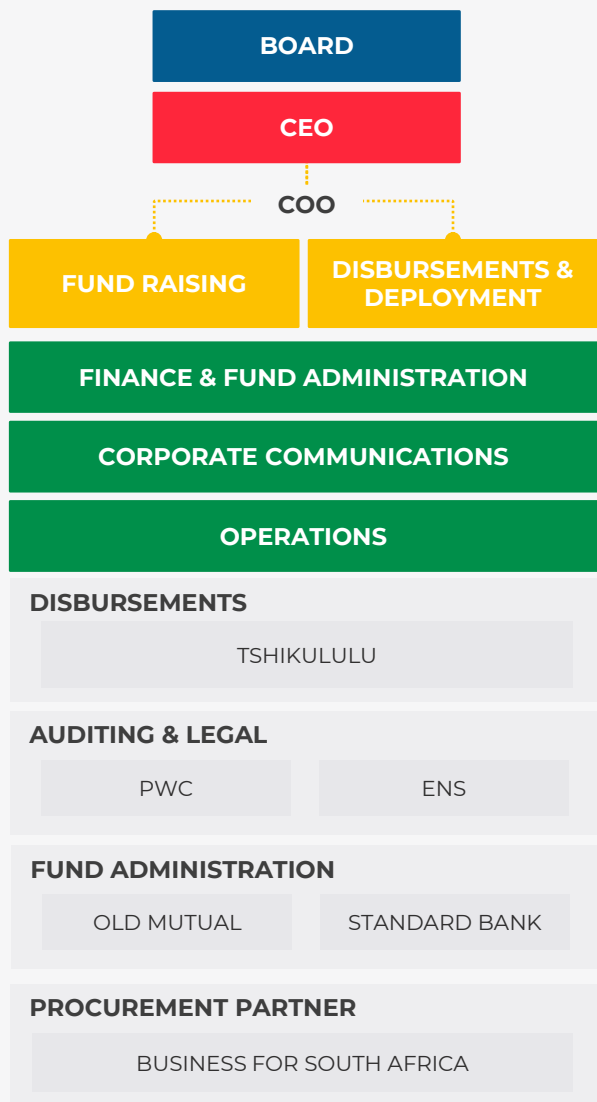 BOARD
CEO
COO
FUND RAISING
DISBURSEMENTS &
DEPLOYMENT
FINANCE & FUND ADMINISTRATION
CORPORATE COMMUNICATIONS
OPERATIONS
DISBURSEMENTS
TSHIKULULU
AUDITING & LEGAL
PWC
ENS
FUND ADMINISTRATION
OLD MUTUAL
STANDARD BANK
PROCUREMENT PARTNER
BUSINESS FOR SOUTH AFRICA